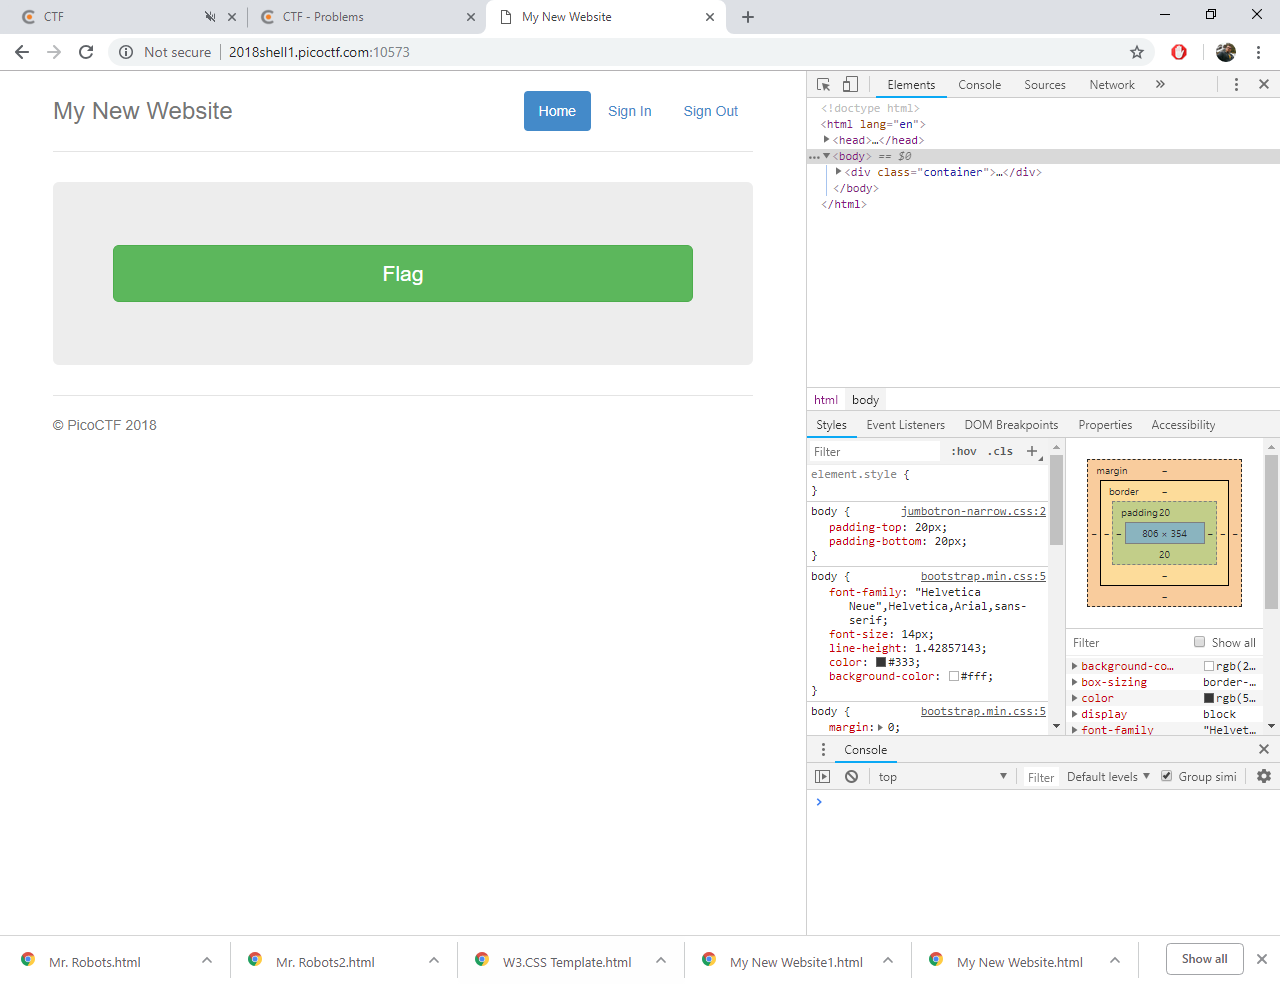 CTF
CTF - Problems
My New Website
Not secure
2018shell1.picoctf.com:10573
My New Website
Home
Sign In
Sign Out
Flag
© PicoCTF 2018
Elements
Console
Sources
Network
<!doctype html>
<html lang="en">
<head>…</head>
<body> == $0
<div class="container">…</div>
</body>
</html>
html
body
Styles
Event Listeners
DOM Breakpoints
Properties
Accessibility
Filter
:hov
.cls
element.style {
}
body {
jumbotron-narrow.css:2
padding-top: 20px;
padding-bottom: 20px;
}
body {
bootstrap.min.css:5
font-family: "Helvetica
Neue",Helvetica,Arial,sans-
serif;
font-size: 14px;
line-height: 1.42857143;
color: #333;
background-color: #fff;
}
body {
bootstrap.min.css:5
margin: 0;
margin
border
padding20
806 × 354
20
Filter
Show all
background-co…
rgb(2…
box-sizing
border-…
color
rgb(5…
display
block
font-family
"Helvet…
Console
top
Filter
Default levels
Group simi
Mr. Robots.html
Mr. Robots2.html
W3.CSS Template.html
My New Website1.html
My New Website.html
Show all